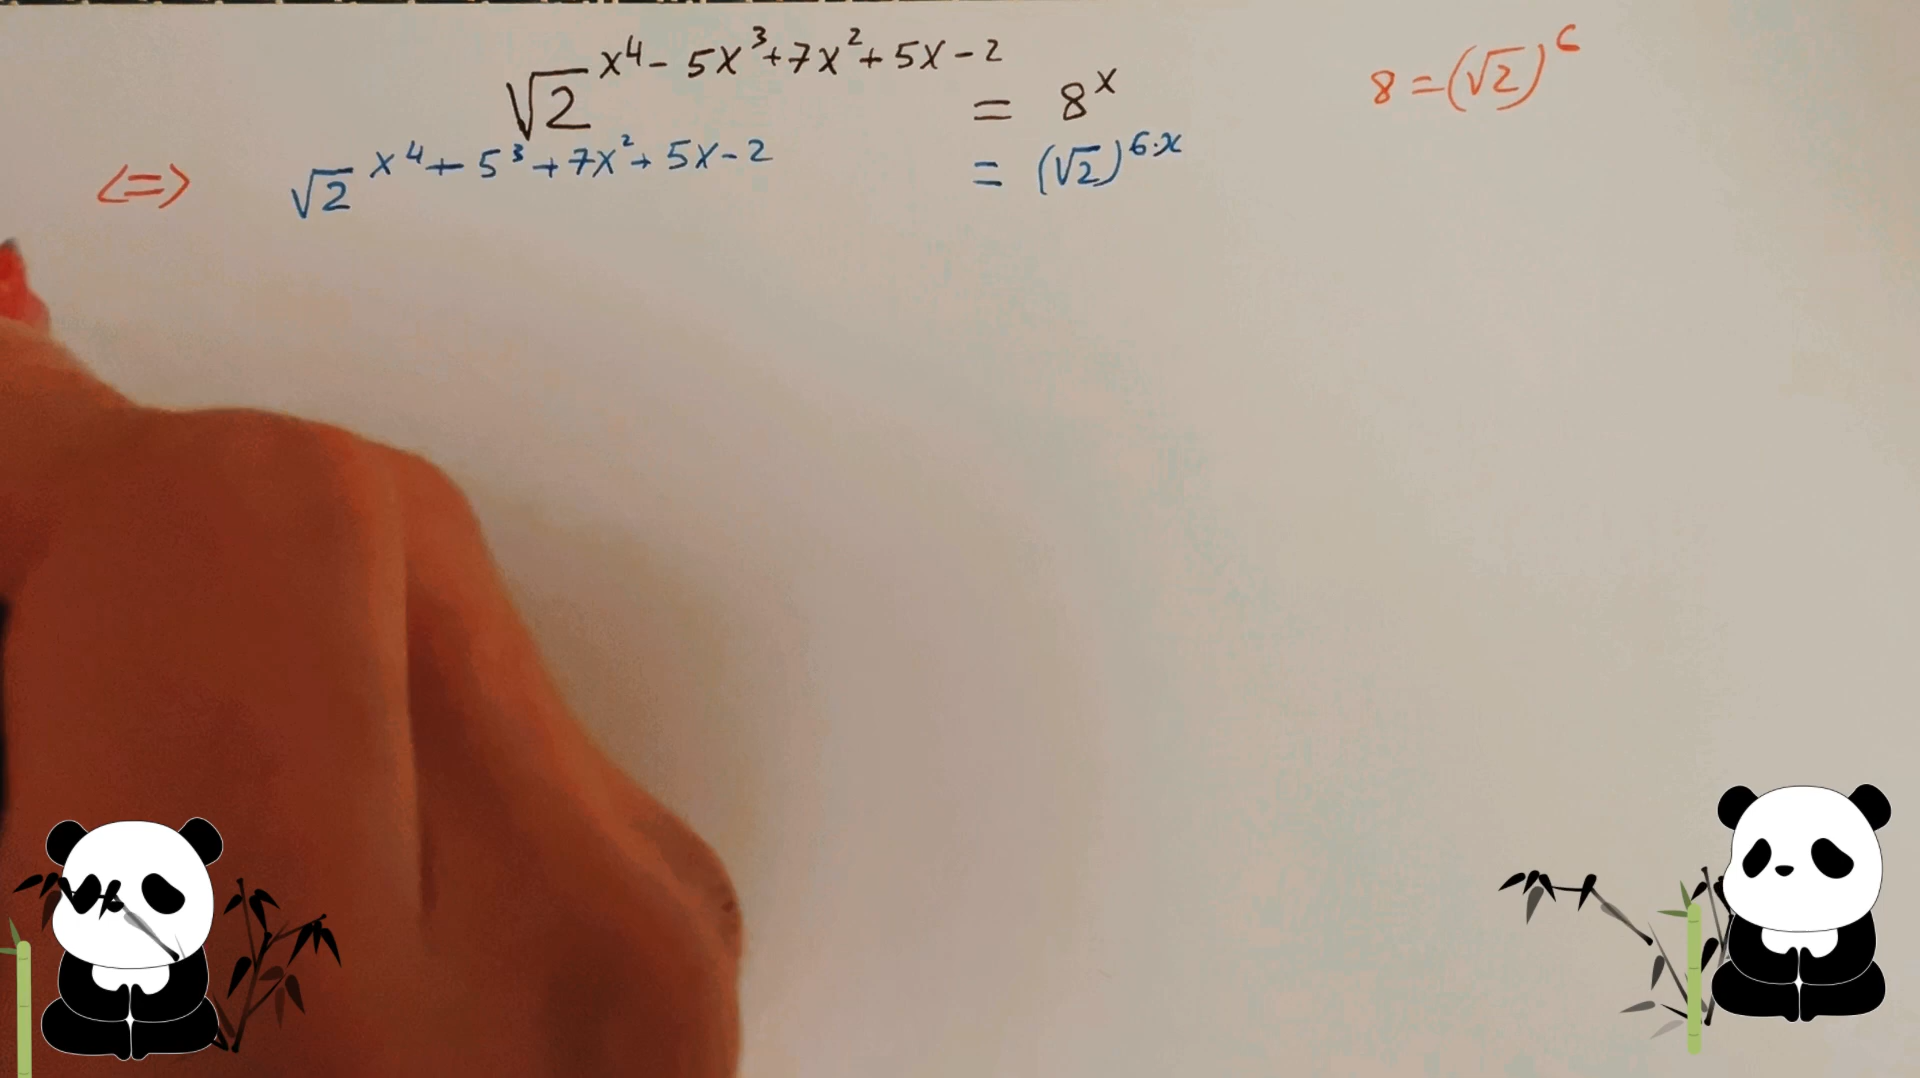 √2^(x⁴ - 5x³ + 7x² + 5x - 2) = 8^x
8 = (√2)^6
<=> √2^(x⁴ + 5³ + 7x² + 5x - 2) = (√2)^(6·x)